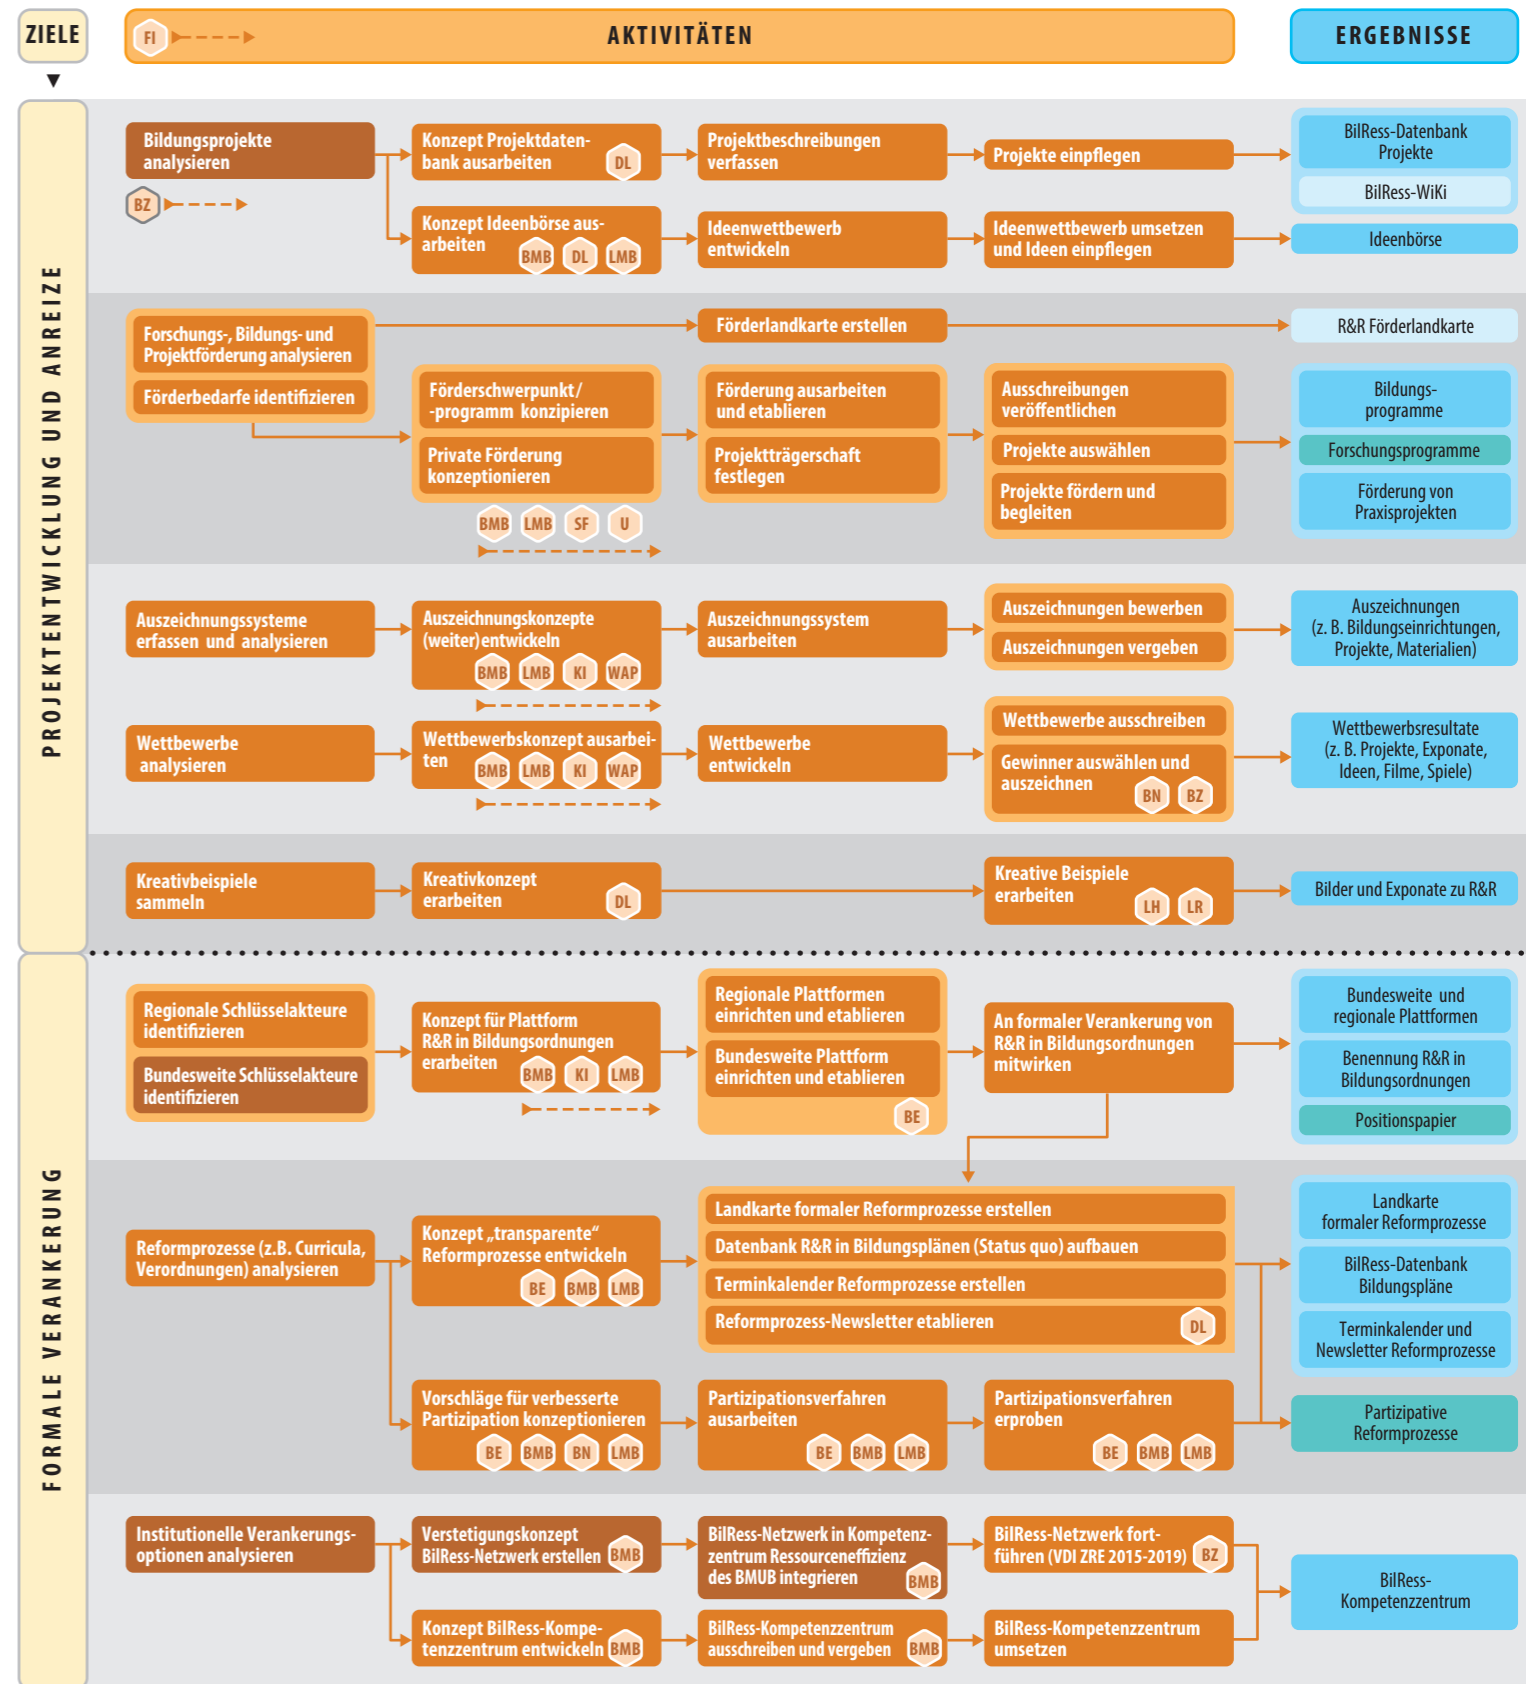 ZIELE
FI
AKTIVITÄTEN
ERGEBNISSE
PROJEKTENTWICKLUNG UND ANREIZE
Bildungsprojekte
analysieren
BZ
Konzept Projektdaten-
bank ausarbeiten
DL
Projektbeschreibungen
verfassen
Projekte einpflegen
BilRess-Datenbank
Projekte
BilRess-WiKi
Konzept Ideenbörse aus-
arbeiten
BMB DL LMB
Ideenwettbewerb
entwickeln
Ideenwettbewerb umsetzen
und Ideen einpflegen
Ideenbörse
Forschungs-, Bildungs- und
Projektförderung analysieren
Förderbedarfe identifizieren
Förderlandkarte erstellen
R&R Förderlandkarte
Förderschwerpunkt/
-programm konzipieren
Private Förderung
konzeptionieren
BMB LMB SF U
Förderung ausarbeiten
und etablieren
Projektträgerschaft
festlegen
Ausschreibungen
veröffentlichen
Projekte auswählen
Projekte fördern und
begleiten
Bildungs-
programme
Forschungsprogramme
Förderung von
Praxisprojekten
Auszeichnungssysteme
erfassen und analysieren
Auszeichnungskonzepte
(weiter)entwickeln
BMB LMB KI WAP
Auszeichnungssystem
ausarbeiten
Auszeichnungen bewerben
Auszeichnungen vergeben
Auszeichnungen
(z. B. Bildungseinrichtungen,
Projekte, Materialien)
Wettbewerbe
analysieren
Wettbewerbskonzept ausarbei-
ten
BMB LMB KI WAP
Wettbewerbe
entwickeln
Wettbewerbe ausschreiben
Gewinner auswählen und
auszeichnen
BN BZ
Wettbewerbsresultate
(z. B. Projekte, Exponate,
Ideen, Filme, Spiele)
Kreativbeispiele
sammeln
Kreativkonzept
erarbeiten
DL
Kreative Beispiele
erarbeiten
LH LR
Bilder und Exponate zu R&R
FORMALE VERANKERUNG
Regionale Schlüsselakteure
identifizieren
Bundesweite Schlüsselakteure
identifizieren
Konzept für Plattform
R&R in Bildungsordnungen
erarbeiten
BMB KI LMB
Regionale Plattformen
einrichten und etablieren
Bundesweite Plattform
einrichten und etablieren
BE
An formaler Verankerung von
R&R in Bildungsordnungen
mitwirken
Bundesweite und
regionale Plattformen
Benennung R&R in
Bildungsordnungen
Positionspapier
Reformprozesse (z.B. Curricula,
Verordnungen) analysieren
Konzept „transparente“
Reformprozesse entwickeln
BE BMB LMB
Landkarte formaler Reformprozesse erstellen
Datenbank R&R in Bildungsplänen (Status quo) aufbauen
Terminkalender Reformprozesse erstellen
Reformprozess-Newsletter etablieren
DL
Landkarte
formaler Reformprozesse
BilRess-Datenbank
Bildungspläne
Terminkalender und
Newsletter Reformprozesse
Vorschläge für verbesserte
Partizipation konzeptionieren
BE BMB BN LMB
Partizipationsverfahren
ausarbeiten
BE BMB LMB
Partizipationsverfahren
erproben
BE BMB LMB
Partizipative
Reformprozesse
Institutionelle Verankerungs-
optionen analysieren
Verstetigungskonzept
BilRess-Netzwerk erstellen
BMB
BilRess-Netzwerk in Kompetenz-
zentrum Ressourceneffizienz
des BMUB integrieren
BMB
BilRess-Netzwerk fort-
führen (VDI ZRE 2015-2019)
BZ
BilRess-
Kompetenzzentrum
Konzept BilRess-Kompe-
tenzzentrum entwickeln
BMB
BilRess-Kompetenzzentrum
ausschreiben und vergeben
BMB
BilRess-Kompetenzzentrum
umsetzen